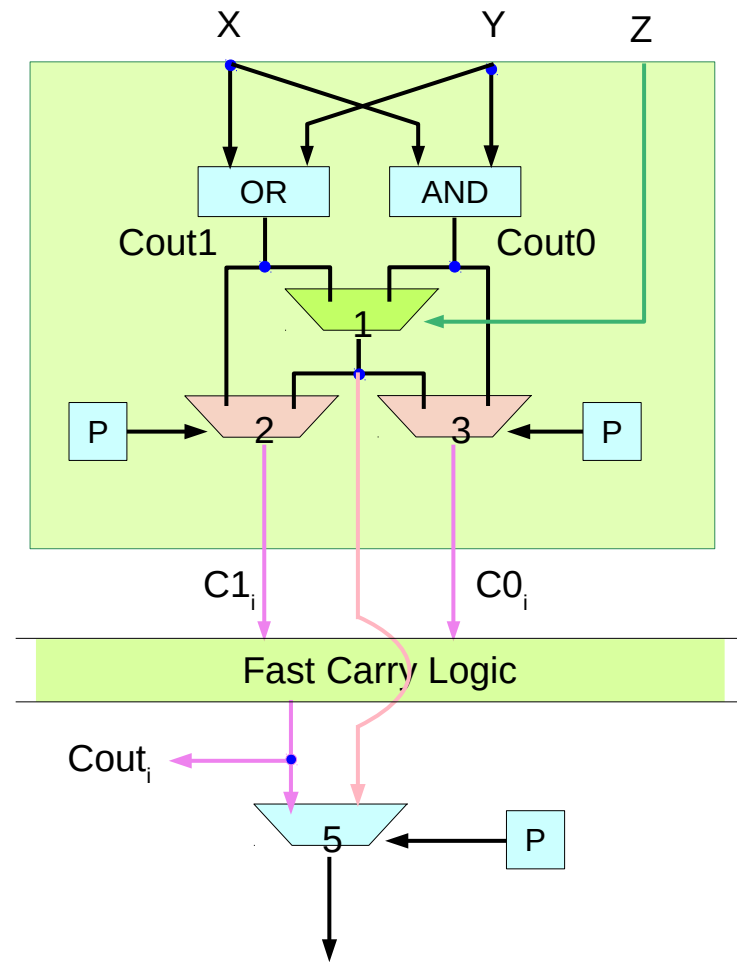 X Y Z
OR AND
Cout1 Cout0
1
P 2 3 P
C1i C0i
Fast Carry Logic
Couti
5 P